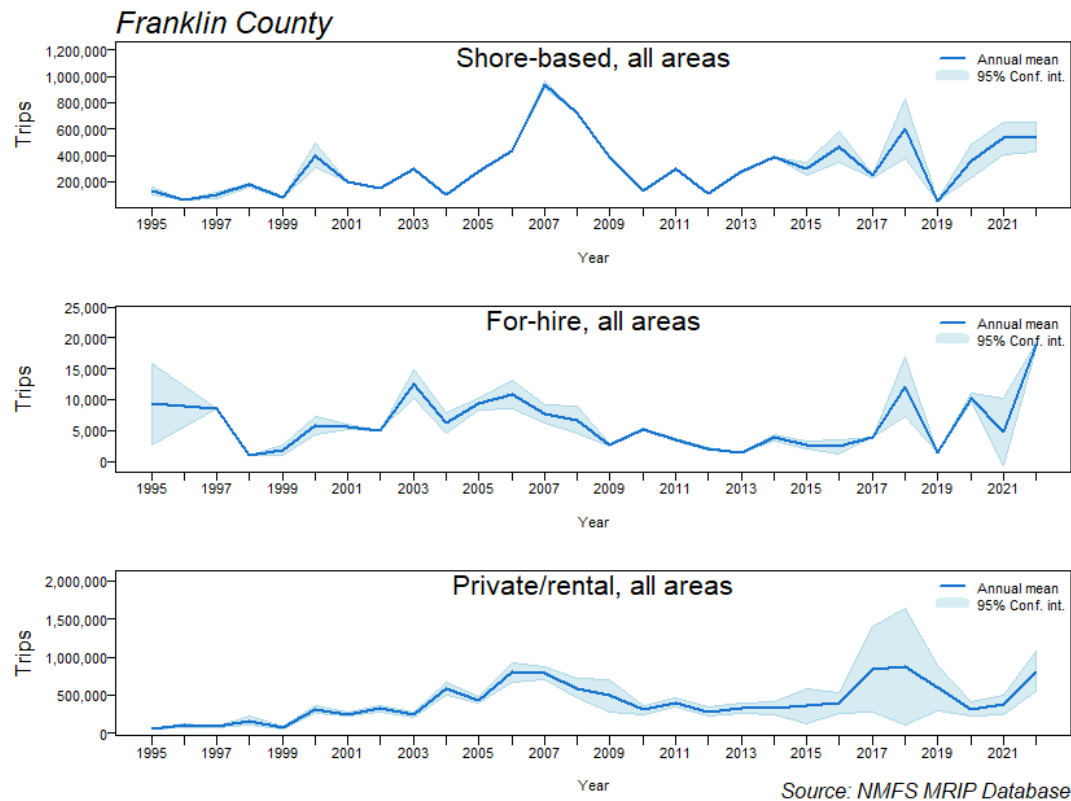 Franklin County
Shore-based, all areas
Annual mean
95% Conf. int.
Trips
1,200,000
1,000,000
800,000
600,000
400,000
200,000
1995 1997 1999 2001 2003 2005 2007 2009 2011 2013 2015 2017 2019 2021
Year
For-hire, all areas
Annual mean
95% Conf. int.
Trips
25,000
20,000
15,000
10,000
5,000
0
1995 1997 1999 2001 2003 2005 2007 2009 2011 2013 2015 2017 2019 2021
Year
Private/rental, all areas
Annual mean
95% Conf. int.
Trips
2,000,000
1,500,000
1,000,000
500,000
0
1995 1997 1999 2001 2003 2005 2007 2009 2011 2013 2015 2017 2019 2021
Year
Source: NMFS MRIP Database